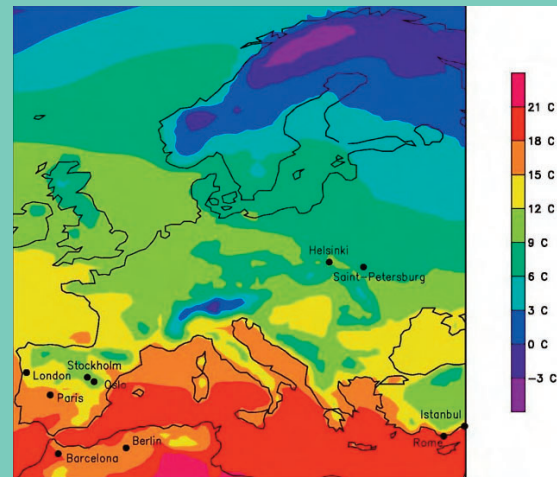 21 C
18 C
15 C
12 C
9 C
6 C
3 C
0 C
−3 C
Helsinki
Saint-Petersburg
Stockholm
London
Oslo
Paris
Istanbul
Rome
Berlin
Barcelona